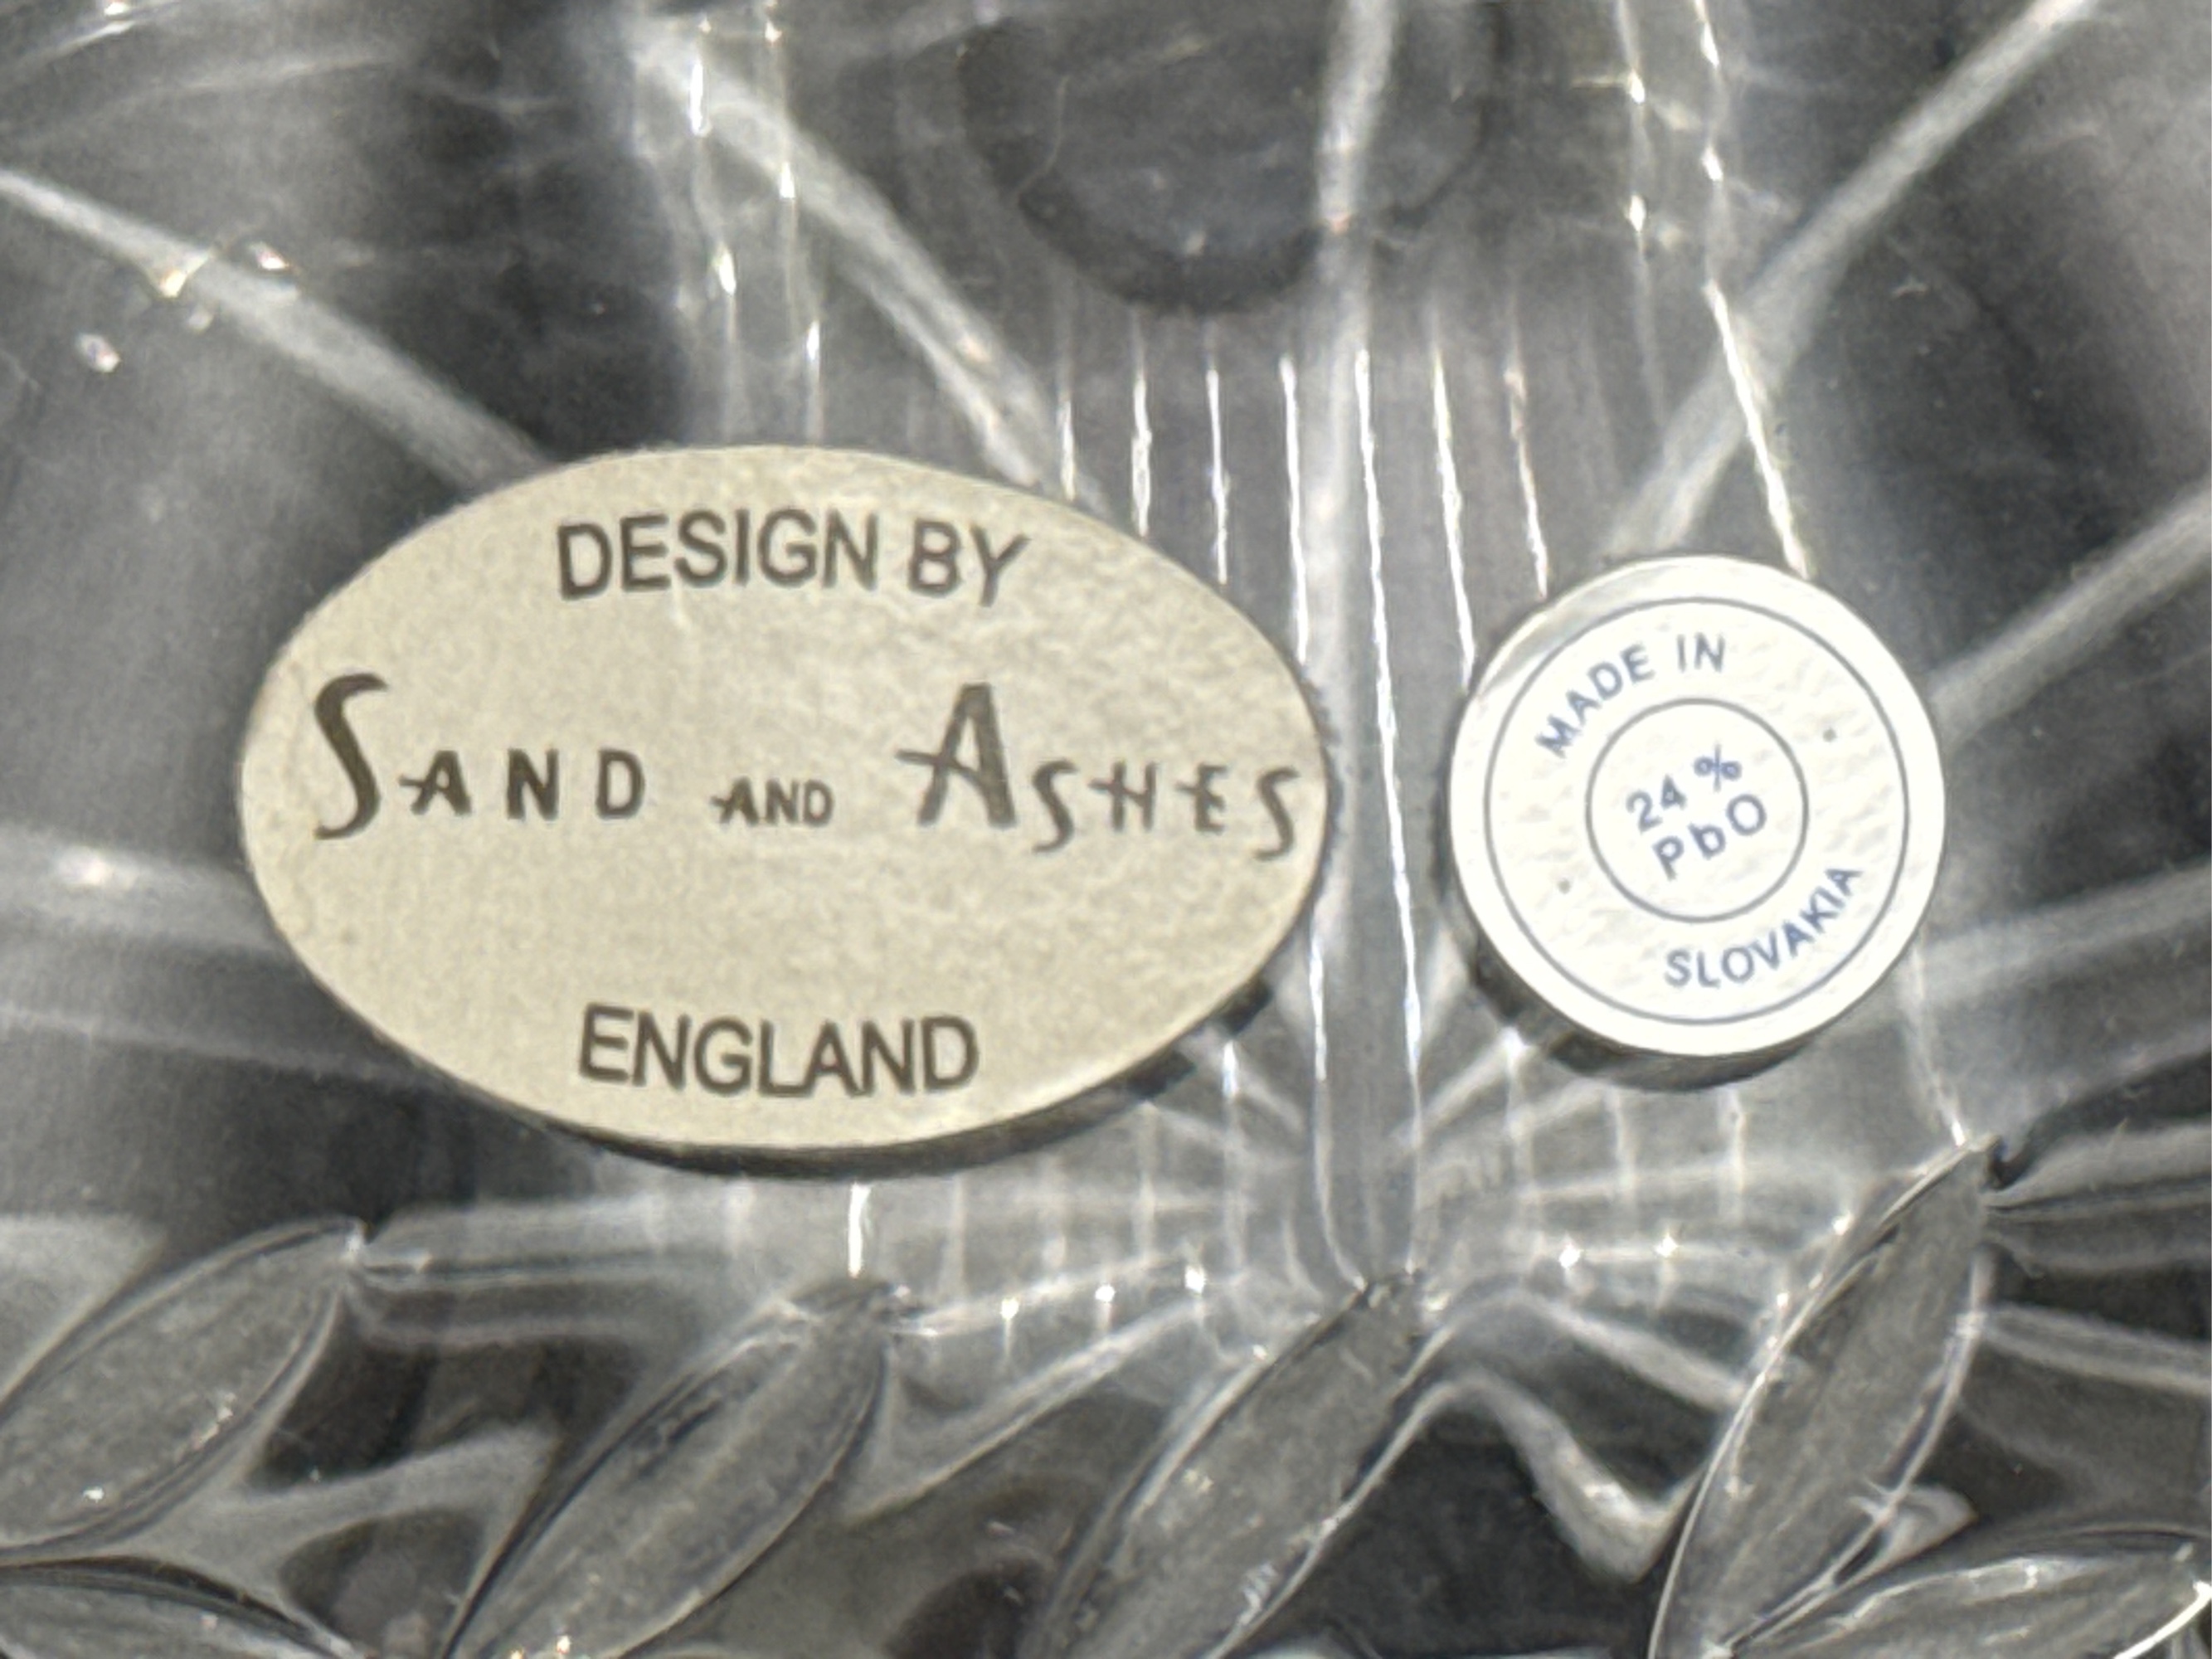 DESIGN BY
SAND AND ASHES
ENGLAND
MADE IN
24 %
PbO
SLOVAKIA